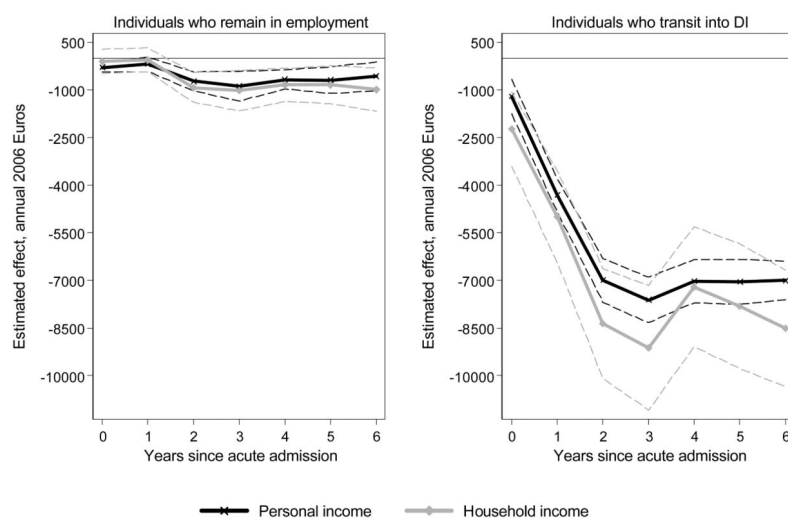 Individuals who remain in employment
Individuals who transit into DI
Estimated effect, annual 2006 Euros
500
-1000
-2500
-4000
-5500
-7000
-8500
-10000
0 1 2 3 4 5 6
Years since acute admission
Estimated effect, annual 2006 Euros
500
-1000
-2500
-4000
-5500
-7000
-8500
-10000
0 1 2 3 4 5 6
Years since acute admission
Personal income
Household income